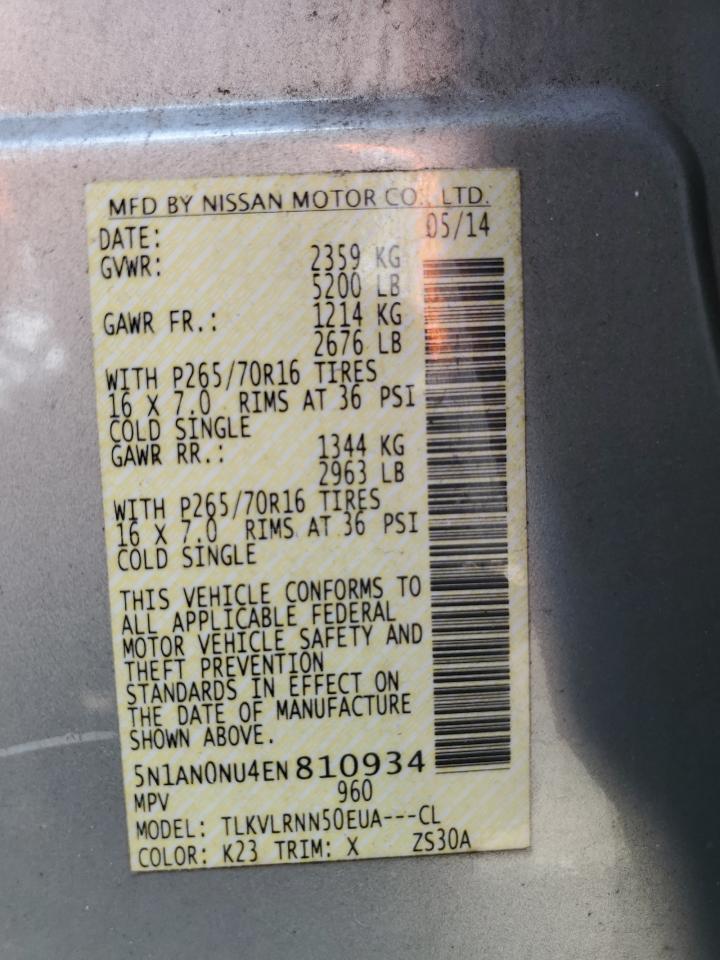 MFD BY NISSAN MOTOR CO., LTD.
DATE: 05/14
GVWR: 2359 KG
5200 LB
GAWR FR.: 1214 KG
2676 LB
WITH P265/70R16 TIRES
16 X 7.0 RIMS AT 36 PSI
COLD SINGLE
GAWR RR.: 1344 KG
2963 LB
WITH P265/70R16 TIRES
16 X 7.0 RIMS AT 36 PSI
COLD SINGLE
THIS VEHICLE CONFORMS TO
ALL APPLICABLE FEDERAL
MOTOR VEHICLE SAFETY AND
THEFT PREVENTION
STANDARDS IN EFFECT ON
THE DATE OF MANUFACTURE
SHOWN ABOVE.
5N1AN0NU4EN810934
MPV 960
MODEL: TLKVLRNN50EUA---CL
COLOR: K23 TRIM: X ZS30A